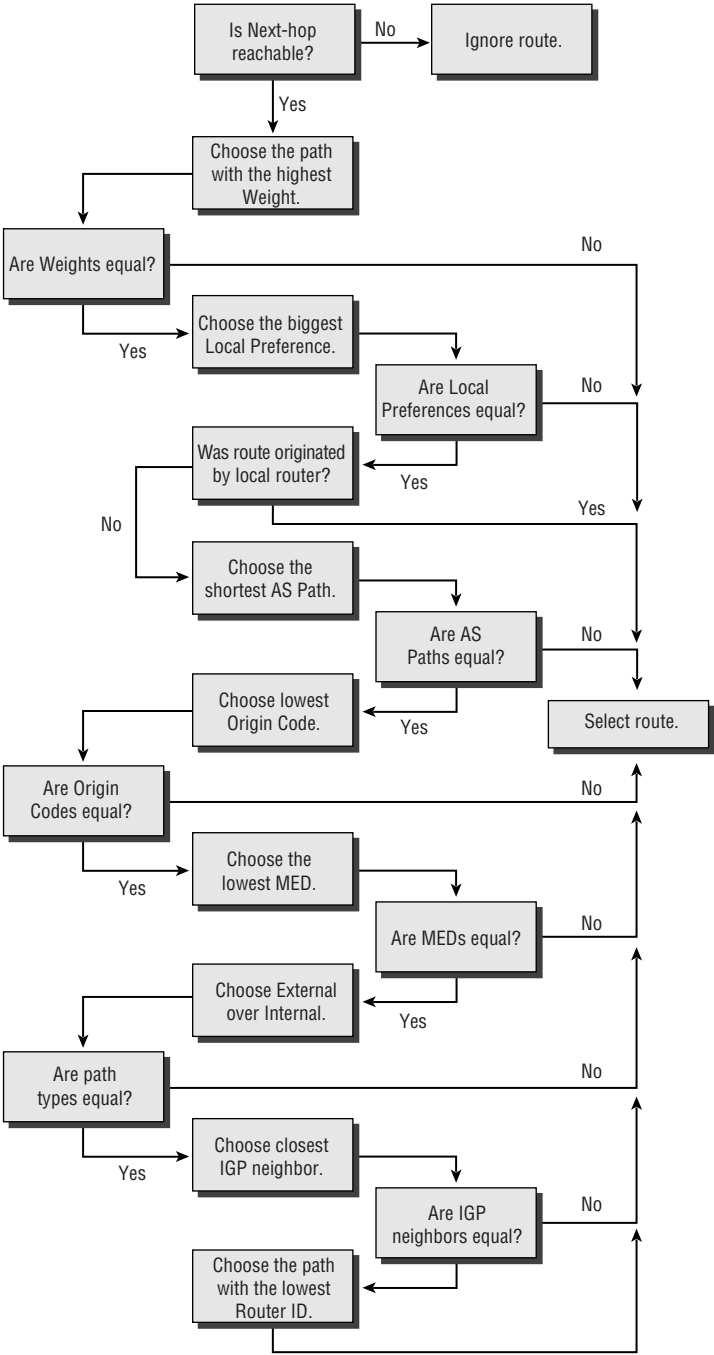 Is Next-hop
reachable?
No
Ignore route.
Yes
Choose the path
with the highest
Weight.
Are Weights equal?
No
Yes
Choose the biggest
Local Preference.
Are Local
Preferences equal?
No
Yes
Was route originated
by local router?
Yes
No
Choose the
shortest AS Path.
Are AS
Paths equal?
No
Yes
Choose lowest
Origin Code.
Select route.
Are Origin
Codes equal?
No
Yes
Choose the
lowest MED.
Are MEDs equal?
No
Yes
Choose External
over Internal.
Are path
types equal?
No
Yes
Choose closest
IGP neighbor.
Are IGP
neighbors equal?
No
Choose the path
with the lowest
Router ID.